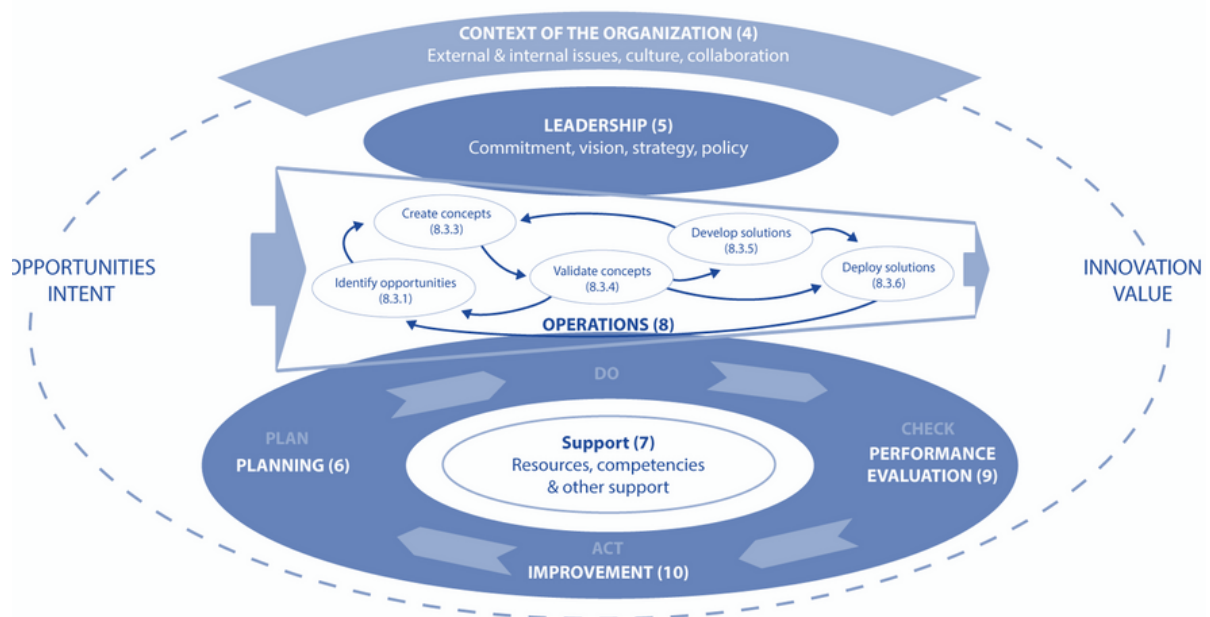 CONTEXT OF THE ORGANIZATION (4)
External & internal issues, culture, collaboration
LEADERSHIP (5)
Commitment, vision, strategy, policy
Create concepts
(8.3.3)
Develop solutions
(8.3.5)
Identify opportunities
(8.3.1)
Validate concepts
(8.3.4)
Deploy solutions
(8.3.6)
OPPORTUNITIES
INTENT
INNOVATION
VALUE
OPERATIONS (8)
DO
PLAN
PLANNING (6)
Support (7)
Resources, competencies
& other support
CHECK
PERFORMANCE
EVALUATION (9)
ACT
IMPROVEMENT (10)